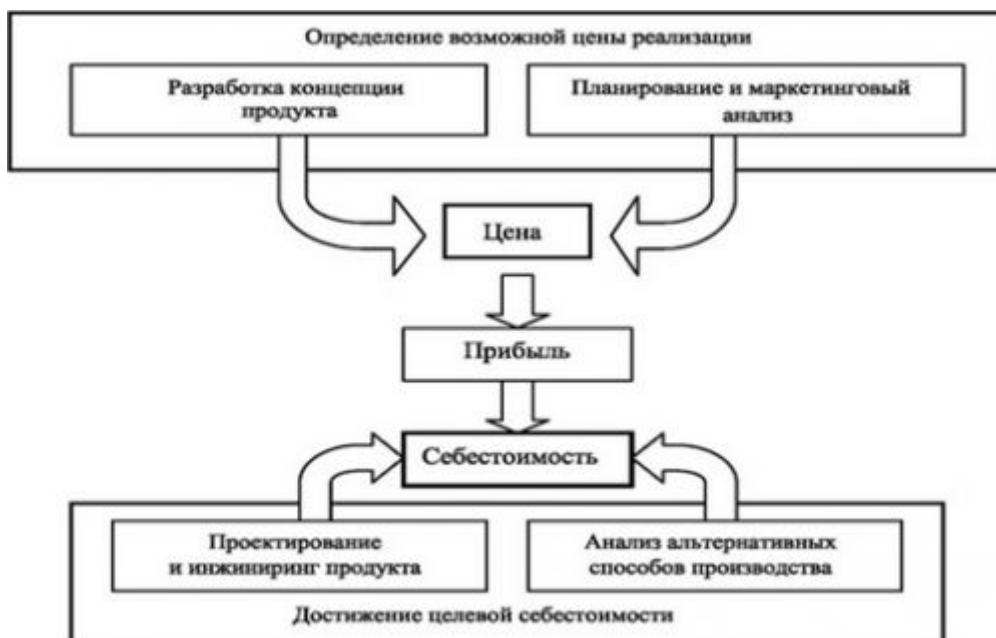 Определение возможной цены реализации
Разработка концепции
продукта
Планирование и маркетинговый
анализ
Цена
Прибыль
Себестоимость
Проектирование
и инжиниринг продукта
Анализ альтернативных
способов производства
Достижение целевой себестоимости